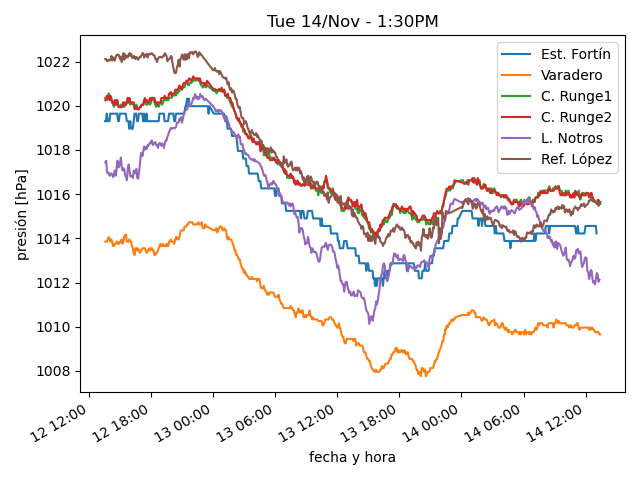 Tue 14/Nov - 1:30PM
presión [hPa]
1022
1020
1018
1016
1014
1012
1010
1008
Est. Fortín
Varadero
C. Runge1
C. Runge2
L. Notros
Ref. López
12 12:00
12 18:00
13 00:00
13 06:00
13 12:00
13 18:00
14 00:00
14 06:00
14 12:00
fecha y hora